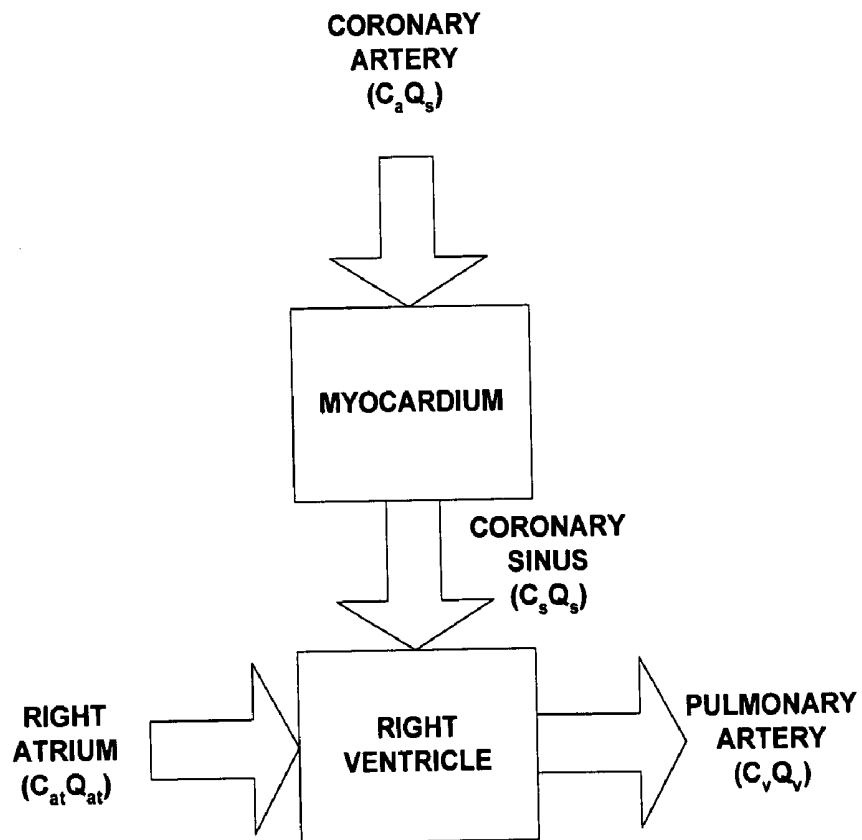 CORONARY
ARTERY
(CₐQₛ)
MYOCARDIUM
CORONARY
SINUS
(CₛQₛ)
RIGHT
ATRIUM
(CₐₜQₐₜ)
RIGHT
VENTRICLE
PULMONARY
ARTERY
(CᵥQᵥ)